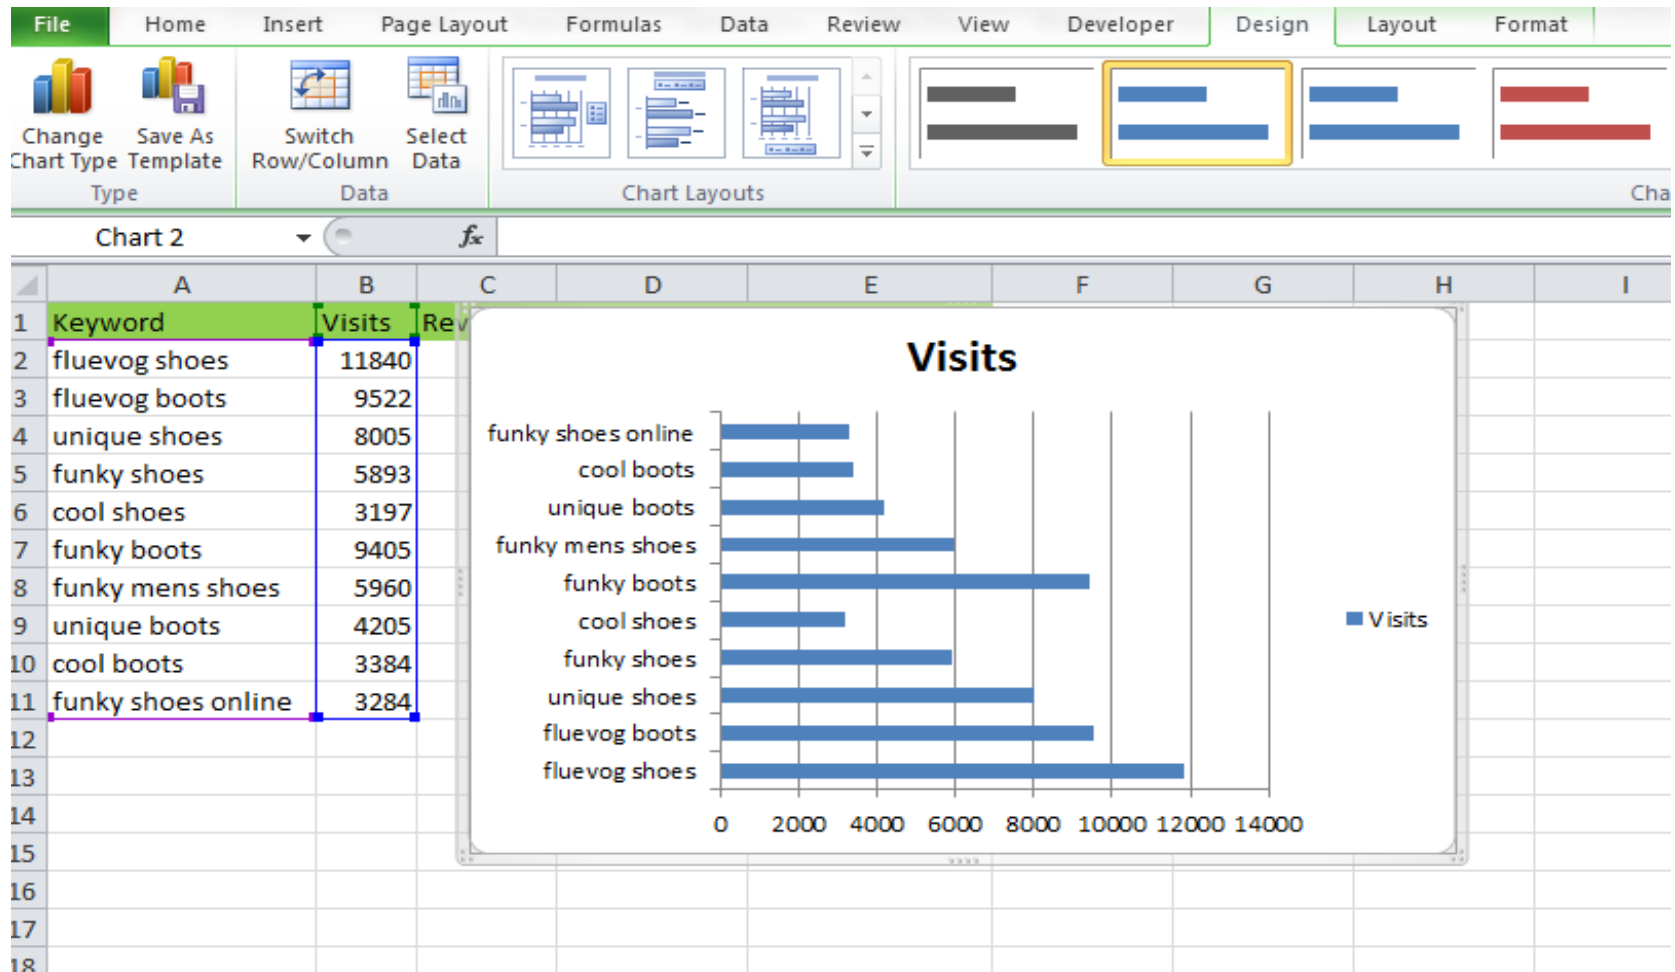 File Home Insert Page Layout Formulas Data Review View Developer Design Layout Format
Change Chart Type
Save As Template
Switch Row/Column
Select Data
Type Data Chart Layouts Cha
Chart 2 fx
A B C D E F G H I
1 Keyword Visits Rev
2 fluevog shoes 11840
3 fluevog boots 9522
4 unique shoes 8005
5 funky shoes 5893
6 cool shoes 3197
7 funky boots 9405
8 funky mens shoes 5960
9 unique boots 4205
10 cool boots 3384
11 funky shoes online 3284
12
13
14
15
16
17
18
Visits
funky shoes online
cool boots
unique boots
funky mens shoes
funky boots
cool shoes
funky shoes
unique shoes
fluevog boots
fluevog shoes
0 2000 4000 6000 8000 10000 12000 14000
Visits